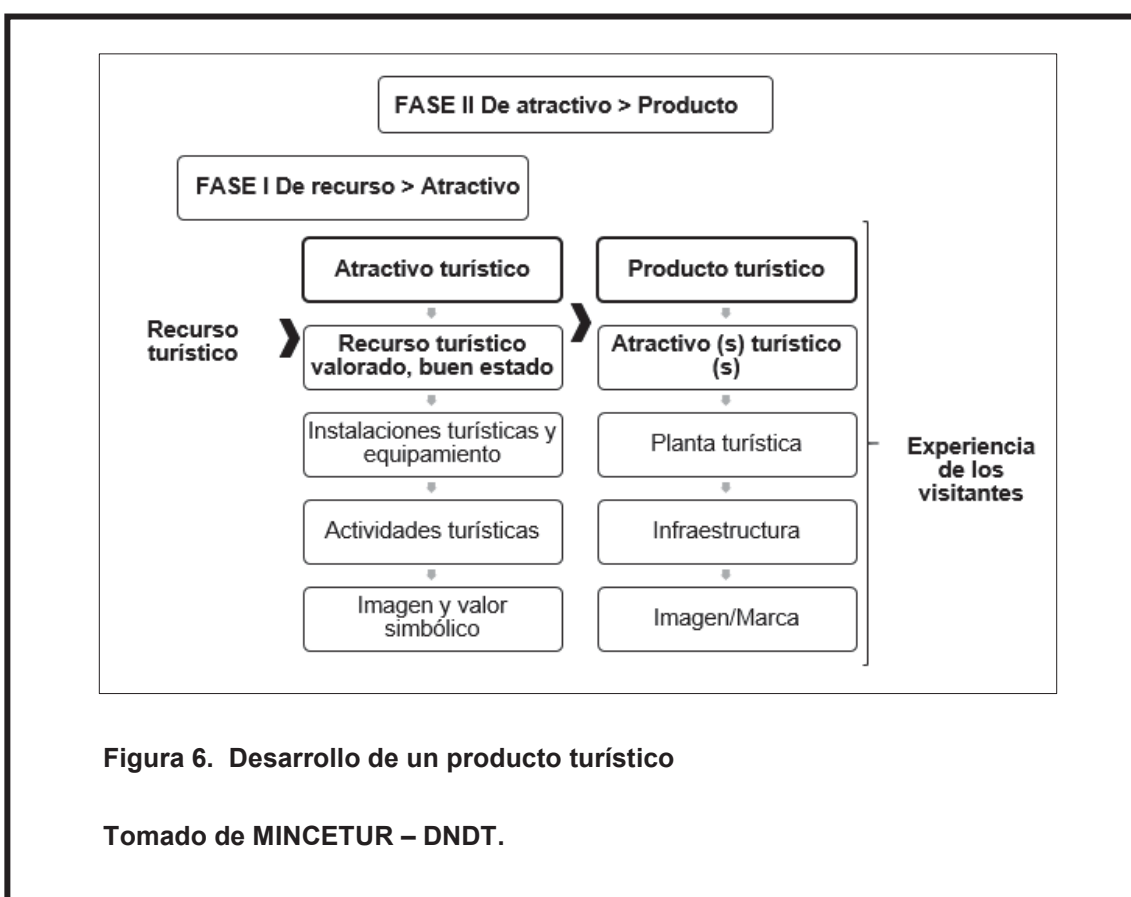 FASE II De atractivo > Producto
FASE I De recurso > Atractivo
Recurso
turístico
Atractivo turístico
Recurso turístico
valorado, buen estado
Instalaciones turísticas y
equipamiento
Actividades turísticas
Imagen y valor
simbólico
Producto turístico
Atractivo (s) turístico
(s)
Planta turística
Infraestructura
Imagen/Marca
Experiencia
de los
visitantes
Figura 6. Desarrollo de un producto turístico
Tomado de MINCETUR – DNDT.